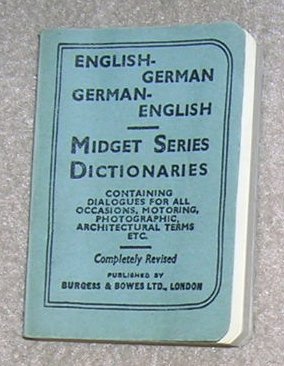 ENGLISH-
GERMAN
GERMAN-
ENGLISH
MIDGET SERIES
DICTIONARIES
CONTAINING
DIALOGUES FOR ALL
OCCASIONS, MOTORING,
PHOTOGRAPHIC,
ARCHITECTURAL TERMS
ETC.
Completely Revised
PUBLISHED BY
BURGESS & BOWES LTD., LONDON